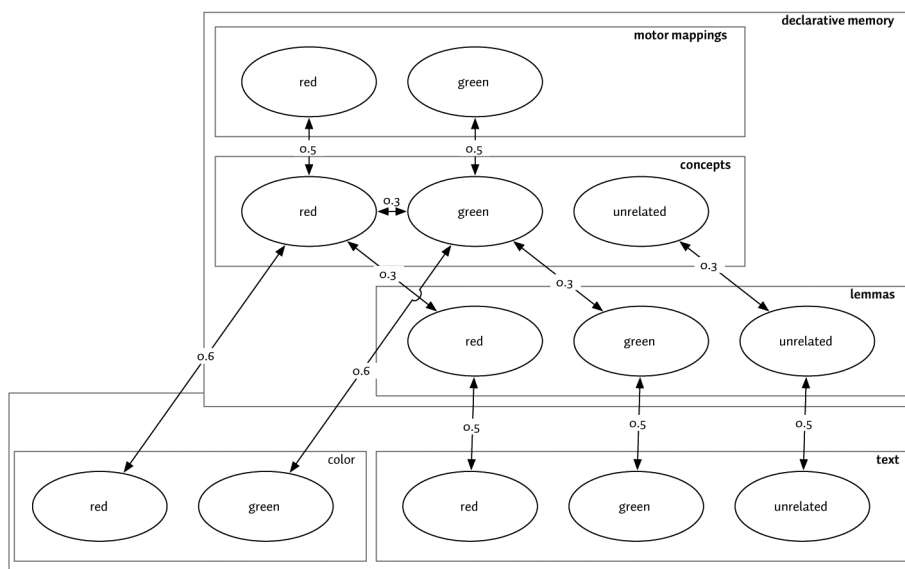 declarative memory
motor mappings
red green
0.5 0.5
concepts
red 0.3 green unrelated
0.3 0.3 0.3
lemmas
red green unrelated
0.6 0.6
0.5 0.5 0.5
color text
red green red green unrelated